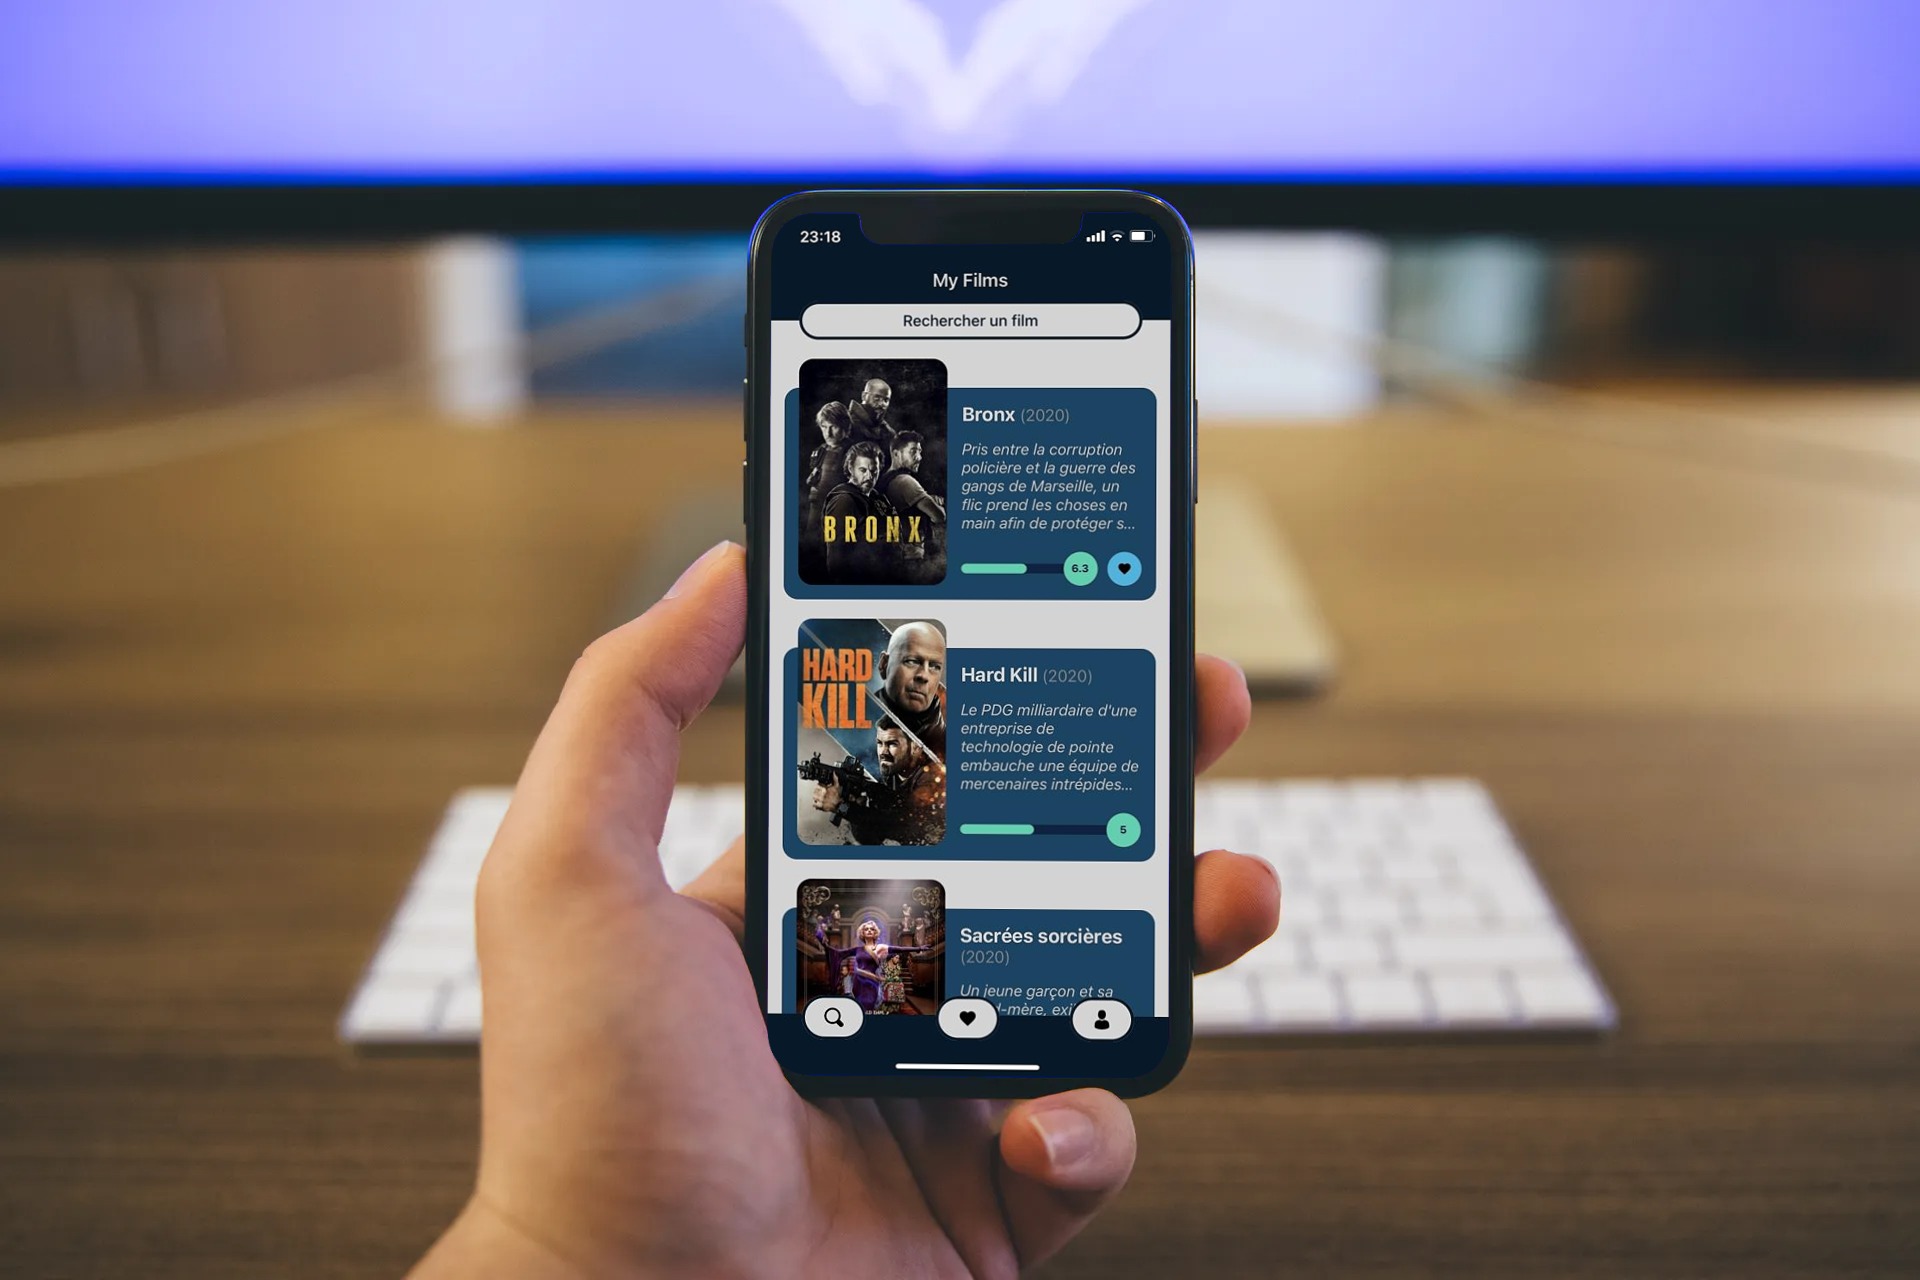 23:18
My Films
Rechercher un film
BRONX
Bronx (2020)
Pris entre la corruption
policière et la guerre des
gangs de Marseille, un
flic prend les choses en
main afin de protéger s...
6.3
HARD
KILL
Hard Kill (2020)
Le PDG milliardaire d'une
entreprise de
technologie de pointe
embauche une équipe de
mercenaires intrépides...
5
Sacrées sorcières
(2020)
Un jeune garçon et sa
-mère, exi